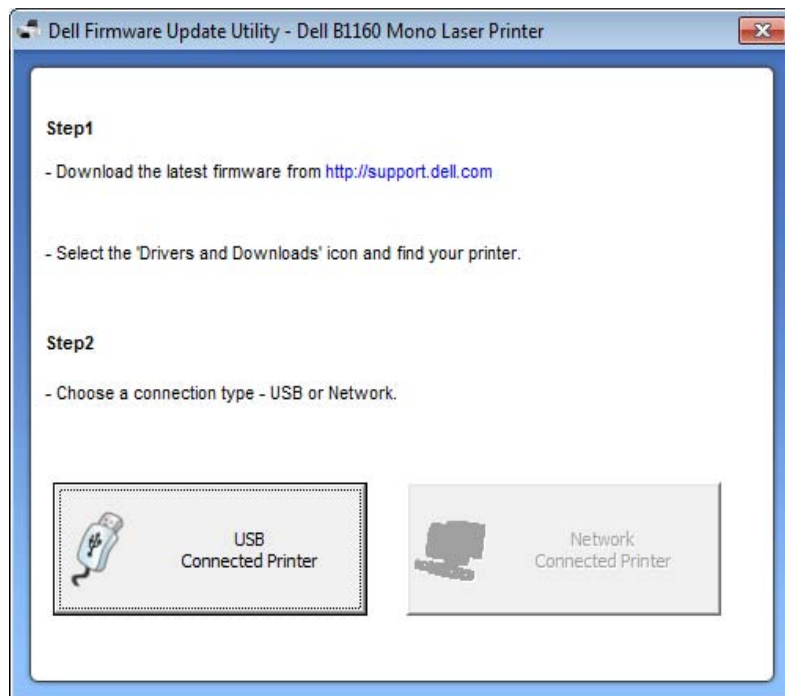 Dell Firmware Update Utility - Dell B1160 Mono Laser Printer
Step1
- Download the latest firmware from http://support.dell.com
- Select the 'Drivers and Downloads' icon and find your printer.
Step2
- Choose a connection type - USB or Network.
USB
Connected Printer
Network
Connected Printer